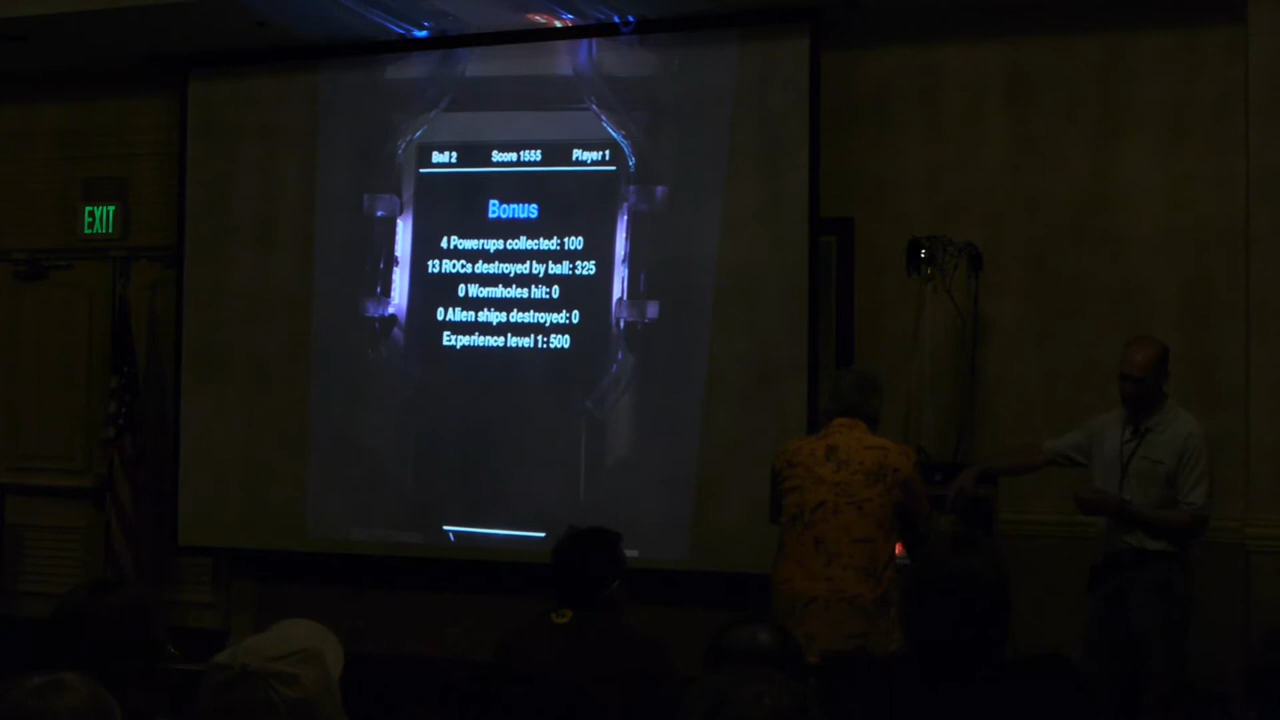 Ball 2 Score 1555 Player 1
Bonus
4 Powerups collected: 100
13 ROCs destroyed by ball: 325
0 Wormholes hit: 0
0 Alien ships destroyed: 0
Experience level 1: 500
EXIT